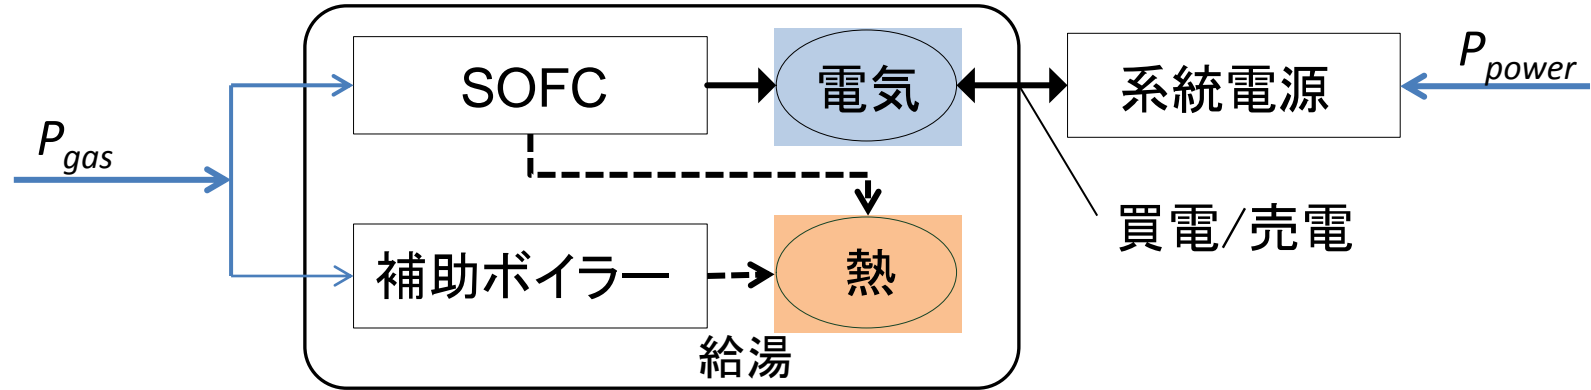 SOFC
電気
系統電源
P_power
P_gas
買電/売電
補助ボイラー
熱
給湯